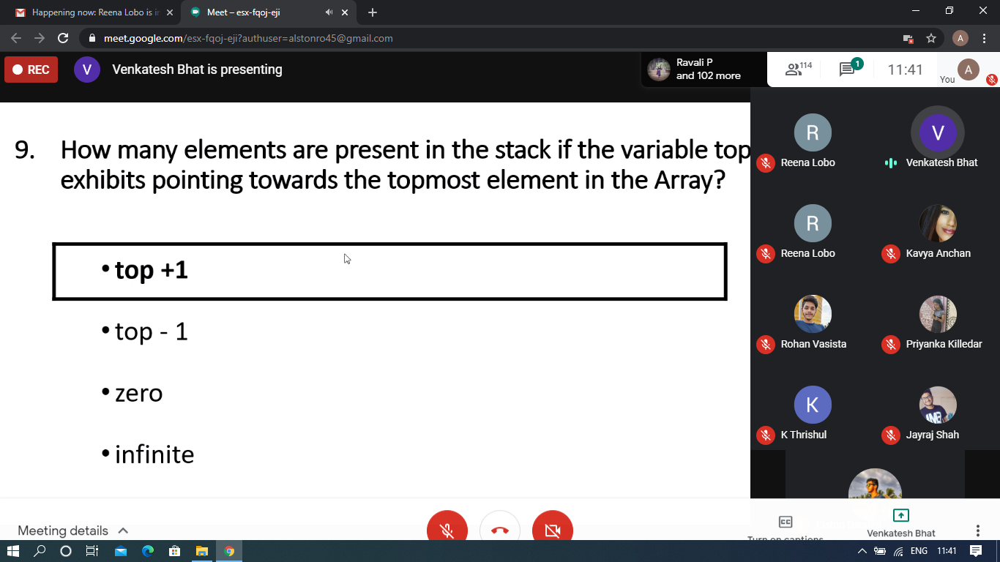 Happening now: Reena Lobo is in
Meet – esx-fqoj-eji
meet.google.com/esx-fqoj-eji?authuser=alstonro45@gmail.com
A
REC
V
Venkatesh Bhat is presenting
Ravali P
and 102 more
114
1
11:41
You
A
9. How many elements are present in the stack if the variable top
exhibits pointing towards the topmost element in the Array?
• top +1
• top - 1
• zero
• infinite
R
Reena Lobo
V
Venkatesh Bhat
R
Reena Lobo
Kavya Anchan
Rohan Vasista
Priyanka Killedar
K
K Thrishul
Jayraj Shah
Meeting details
CC
Turn on captions
Venkatesh Bhat
ENG
11:41